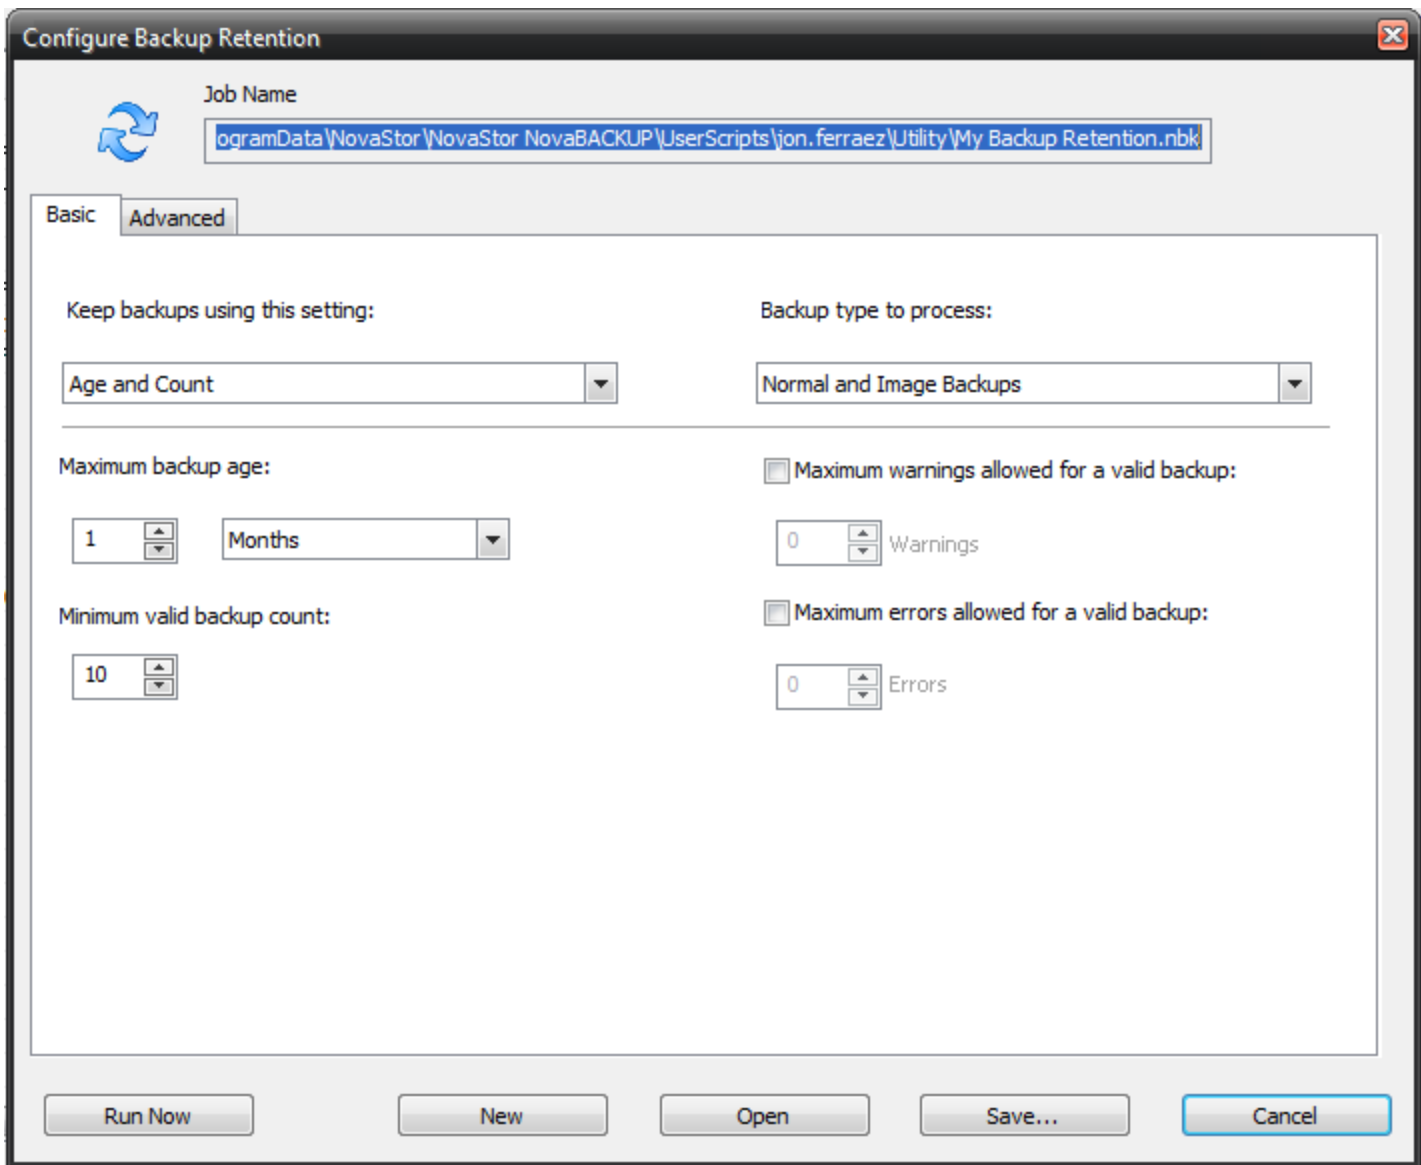 Configure Backup Retention
Job Name
ogramData\NovaStor\NovaStor NovaBACKUP\UserScripts\jon.ferraez\Utility\My Backup Retention.nbk
Basic
Advanced
Keep backups using this setting:
Backup type to process:
Age and Count
Normal and Image Backups
Maximum backup age:
Maximum warnings allowed for a valid backup:
1
Months
0
Warnings
Minimum valid backup count:
Maximum errors allowed for a valid backup:
10
0
Errors
Run Now
New
Open
Save...
Cancel